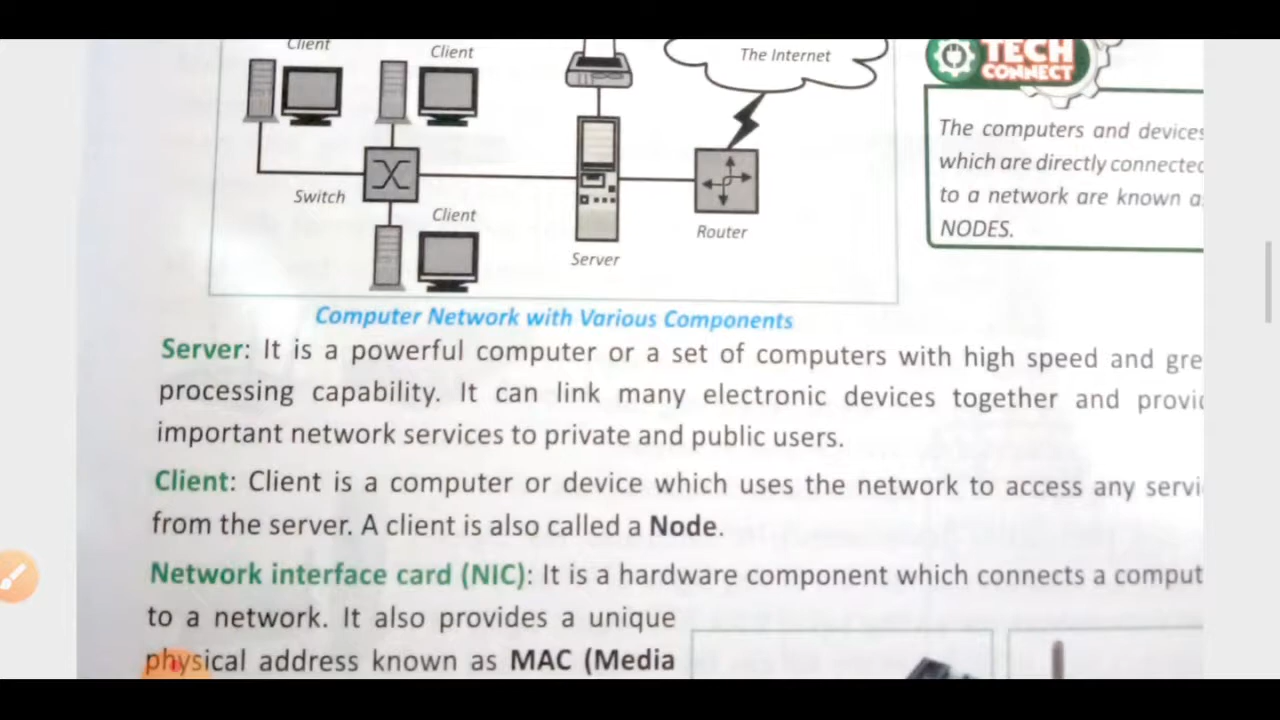 Client
Client
The Internet
TECH
CONNECT
The computers and devices
which are directly connected
to a network are known
NODES.
Switch
Client
Router
Server
Computer Network with Various Components
Server: It is a powerful computer or a set of computers with high speed and
processing capability. It can link many electronic devices together and
important network services to private and public users.
Client: Client is a computer or device which uses the network to access any
from the server. A client is also called a Node.
Network interface card (NIC): It is a hardware component which connects a
to a network. It also provides a unique
physical address known as MAC (Media